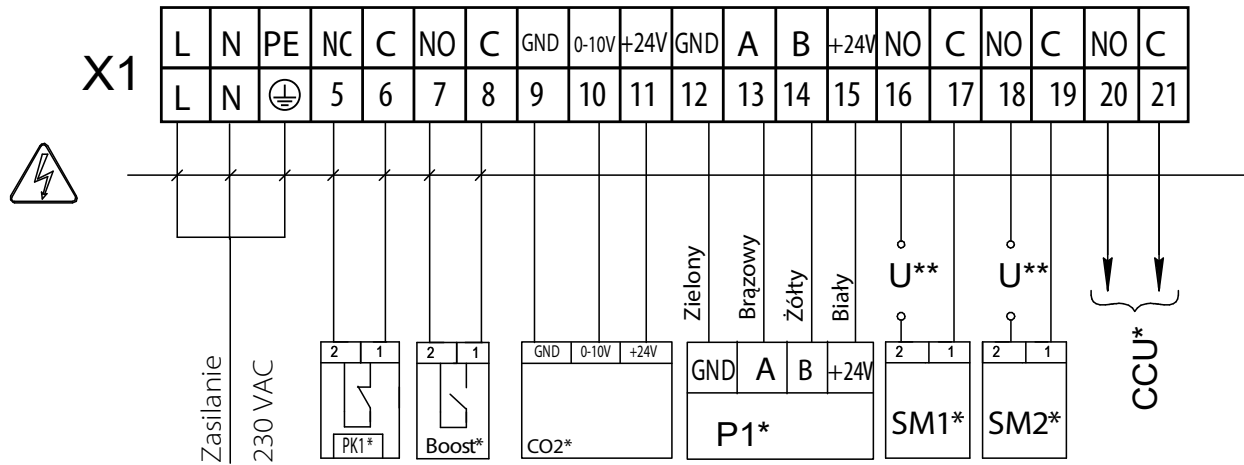 X1
L N PE NC C NO C GND 0-10V +24V GND A B +24V NO C NO C NO C
L N 5 6 7 8 9 10 11 12 13 14 15 16 17 18 19 20 21
Zasilanie
230 VAC
Zielony
Brązowy
Żółty
Biały
U** U**
2 1
PK1*
2 1
Boost*
GND 0-10V +24V
CO2*
GND A B +24V
P1*
2 1
SM1*
2 1
SM2*
CCU*